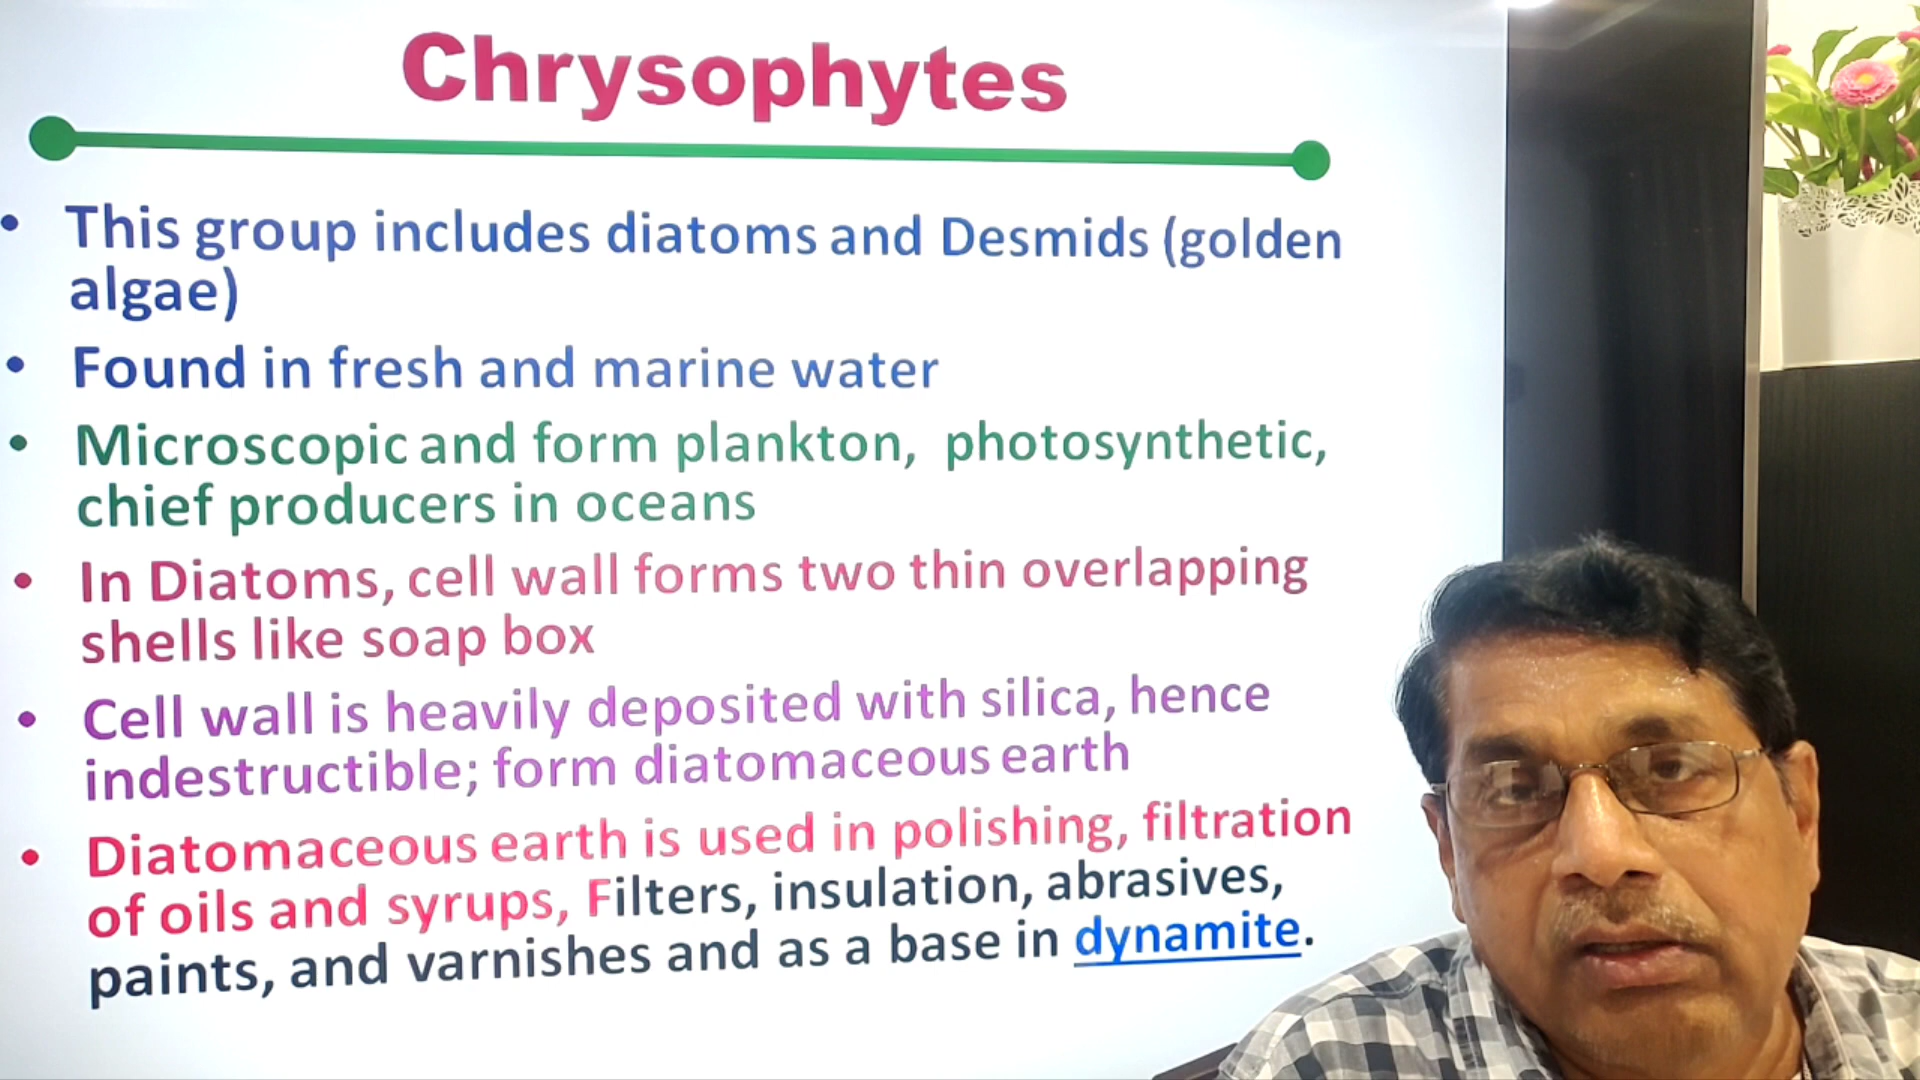 Chrysophytes
• This group includes diatoms and Desmids (golden
algae)
• Found in fresh and marine water
• Microscopic and form plankton, photosynthetic,
chief producers in oceans
• In Diatoms, cell wall forms two thin overlapping
shells like soap box
• Cell wall is heavily deposited with silica, hence
indestructible; form diatomaceous earth
• Diatomaceous earth is used in polishing, filtration
of oils and syrups, Filters, insulation, abrasives,
paints, and varnishes and as a base in dynamite.